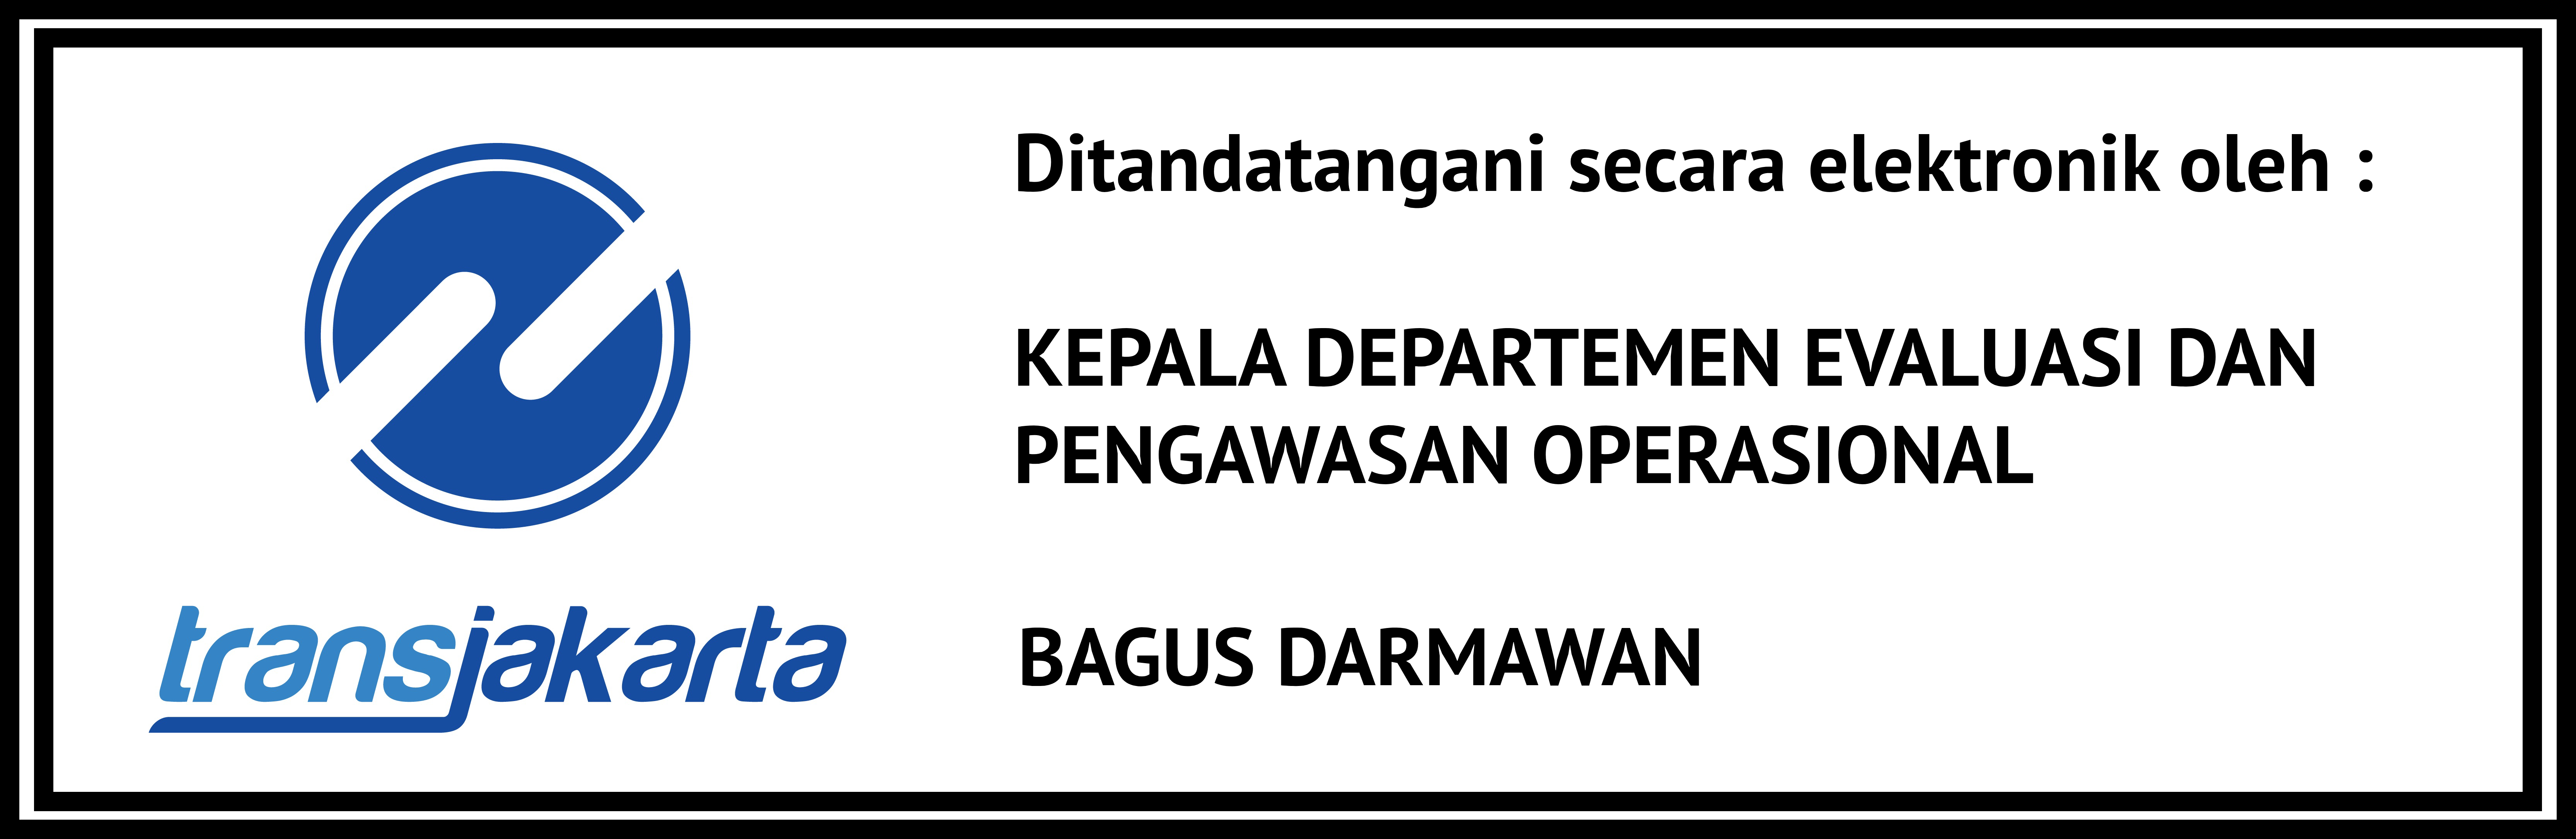 Ditandatangani secara elektronik oleh :
KEPALA DEPARTEMEN EVALUASI DAN
PENGAWASAN OPERASIONAL
transjakarta
BAGUS DARMAWAN